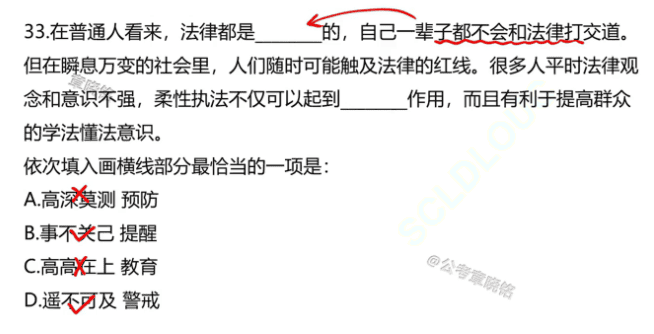 33.在普通人看来，法律都是________的，自己一辈子都不会和法律打交道。
但在瞬息万变的社会里，人们随时可能触及法律的红线。很多人平时法律观
念和意识不强，柔性执法不仅可以起到________作用，而且有利于提高群众
的学法懂法意识。
依次填入画横线部分最恰当的一项是：
A.高深莫测 预防
B.事不关己 提醒
C.高高在上 教育
D.遥不可及 警戒
章晓铭
SCLDLOU
@公考章晓铭